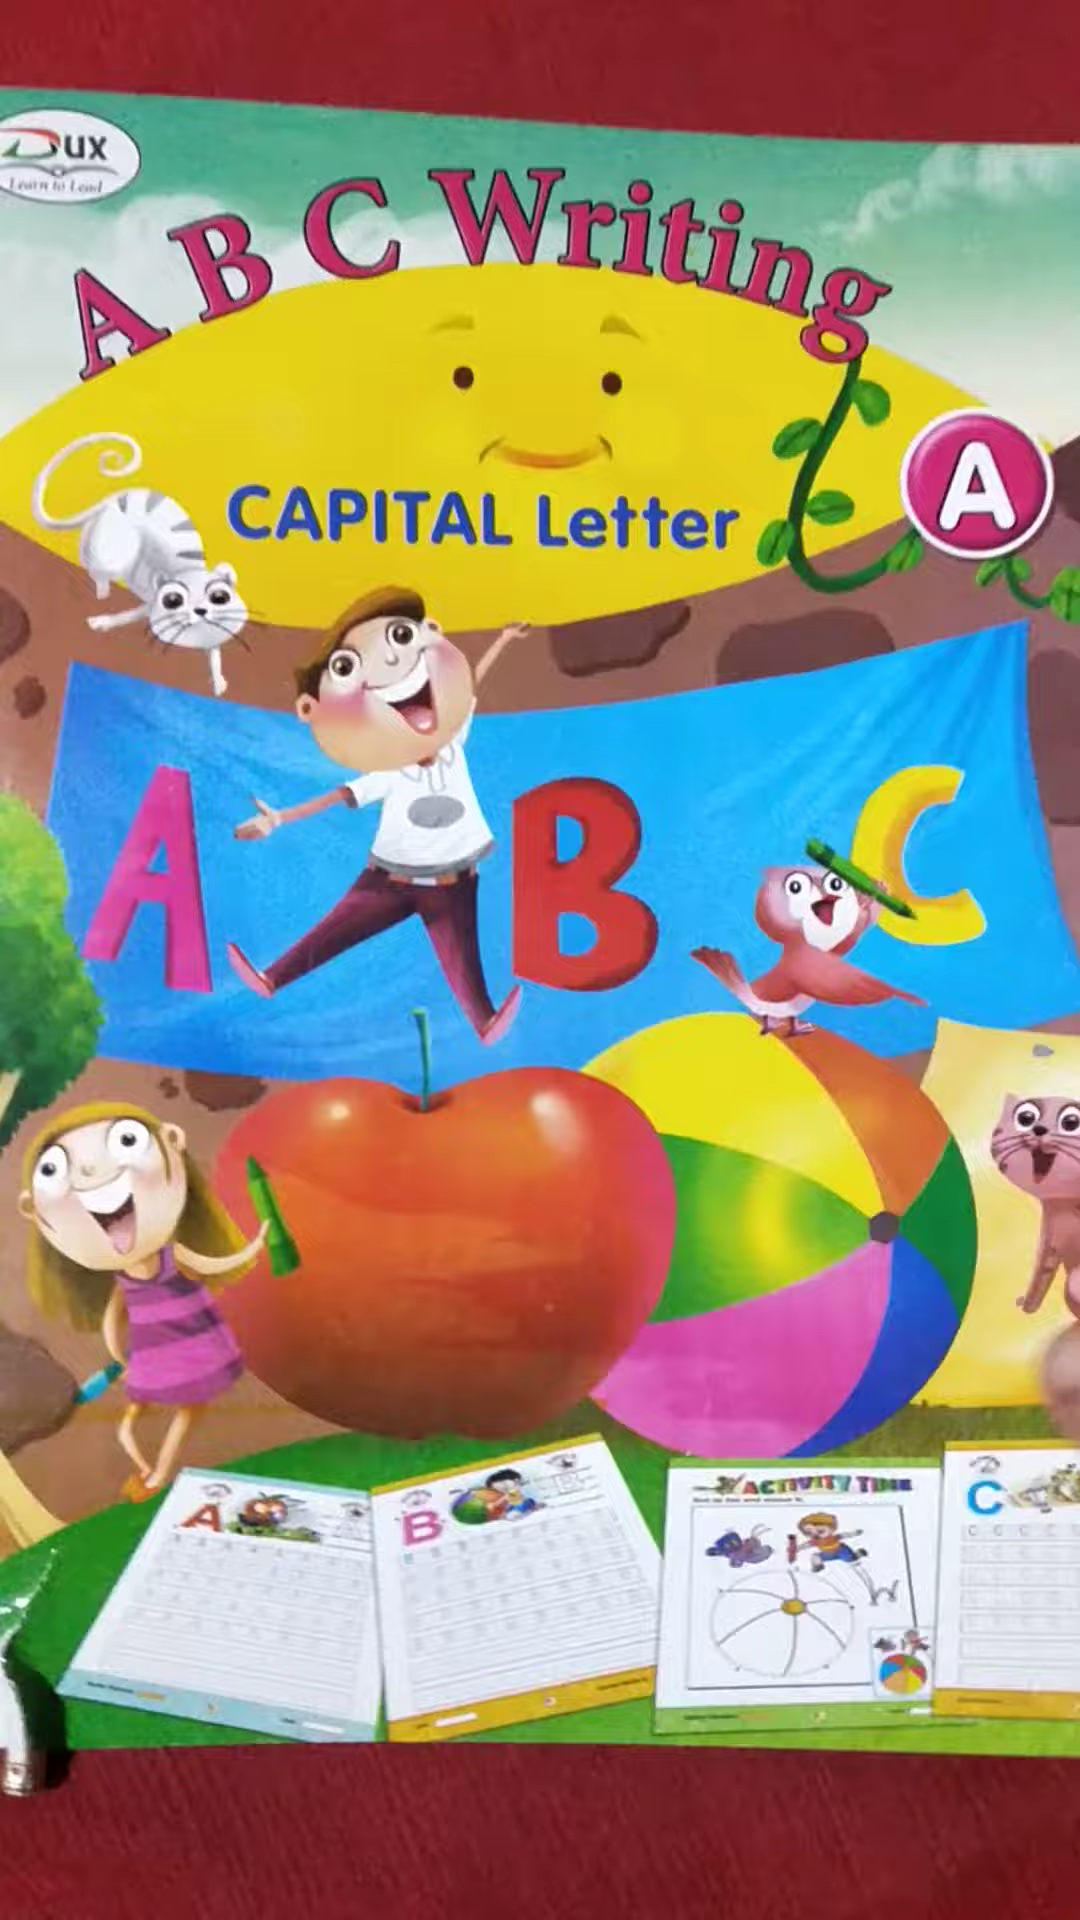 Dux
Learn to Lead
A B C Writing
CAPITAL Letter
A
A B C
A
B
ACTIVITY TIME
C